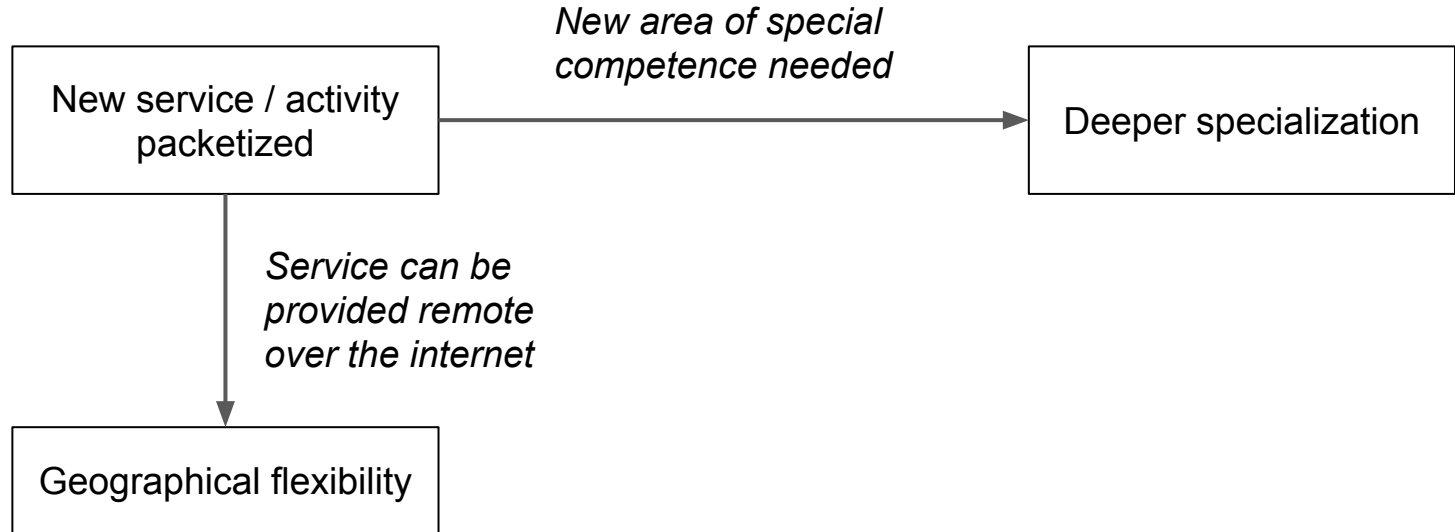 New area of special
competence needed
New service / activity
packetized
Deeper specialization
Service can be
provided remote
over the internet
Geographical flexibility